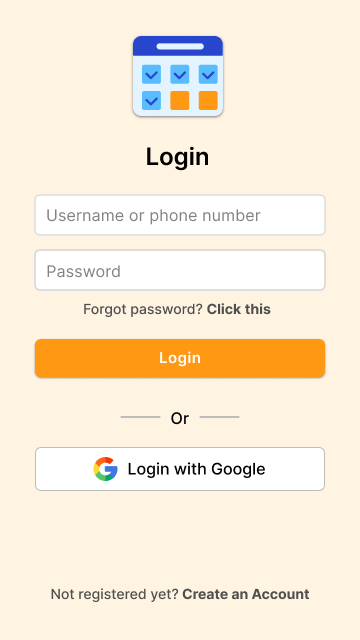 Login
Username or phone number
Password
Forgot password? Click this
Login
Or
Login with Google
Not registered yet? Create an Account